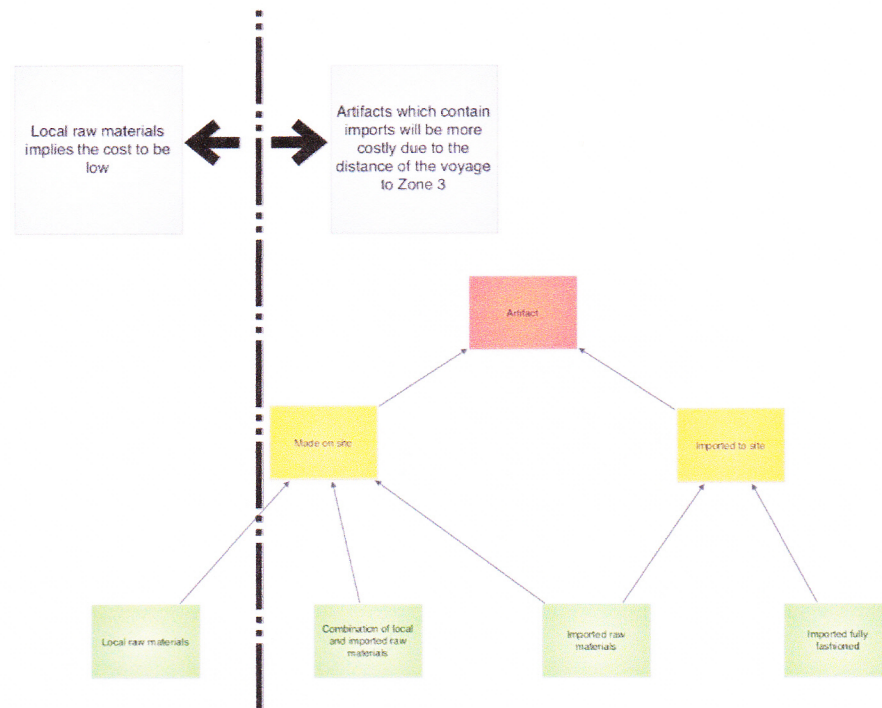 Local raw materials
implies the cost to be
low
Artifacts which contain
imports will be more
costly due to the
distance of the voyage
to Zone 3
Artifact
Made on site
Imported to site
Local raw materials
Combination of local
and imported raw
materials
Imported raw
materials
Imported fully
fashioned